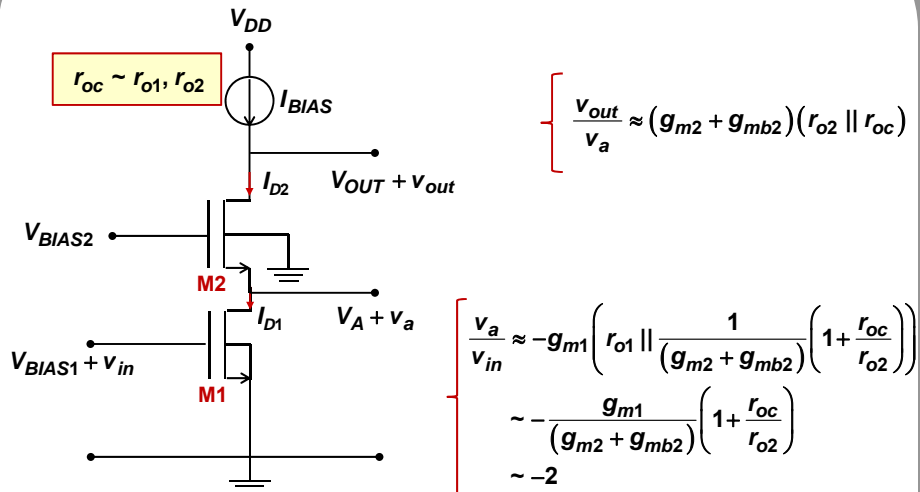 V_DD
r_oc ~ r_o1, r_o2
I_BIAS
v_out / v_a ≈ (g_m2 + g_mb2)(r_o2 || r_oc)
I_D2
V_OUT + v_out
V_BIAS2
M2
I_D1
V_A + v_a
V_BIAS1 + v_in
M1
v_a / v_in ≈ -g_m1 ( r_o1 || 1 / (g_m2 + g_mb2) ( 1 + r_oc / r_o2 ) )
~ - g_m1 / (g_m2 + g_mb2) ( 1 + r_oc / r_o2 )
~ -2